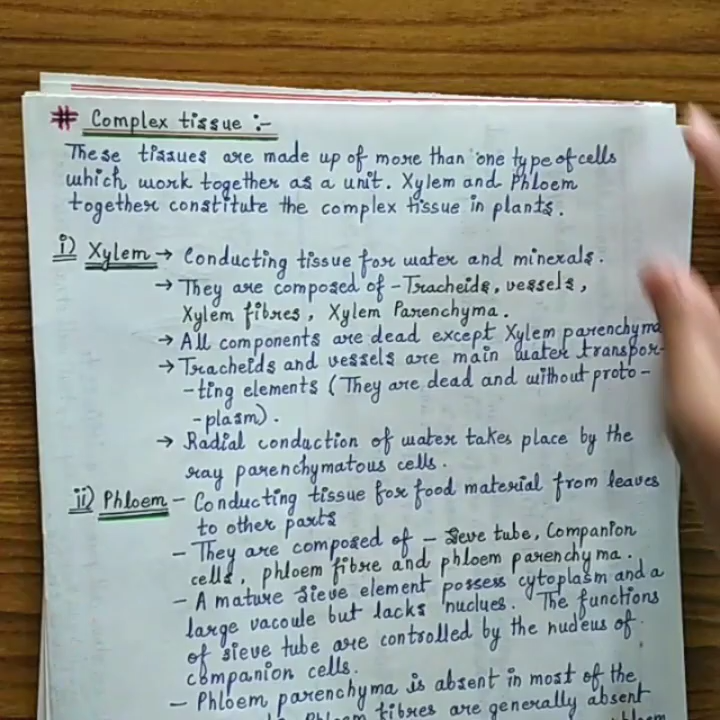 # Complex tissue :-
These tissues are made up of more than one type of cells
which work together as a unit. Xylem and Phloem
together constitute the complex tissue in plants.
i) Xylem → Conducting tissue for water and minerals.
→ They are composed of - Tracheids, vessels,
Xylem fibres, Xylem Parenchyma.
→ All components are dead except Xylem parenchyma
→ Tracheids and vessels are main water transpor-
-ting elements (They are dead and without proto-
-plasm).
→ Radial conduction of water takes place by the
ray parenchymatous cells.
ii) Phloem - Conducting tissue for food material from leaves
to other parts
- They are composed of - Sieve tube, Companion
cells, phloem fibre and phloem parenchyma.
- A mature sieve element possess cytoplasm and a
large vacoule but lacks nuclues. The functions
of sieve tube are controlled by the nudeus of
companion cells.
- Phloem parenchyma is absent in most of the
Phloem fibres are generally absent